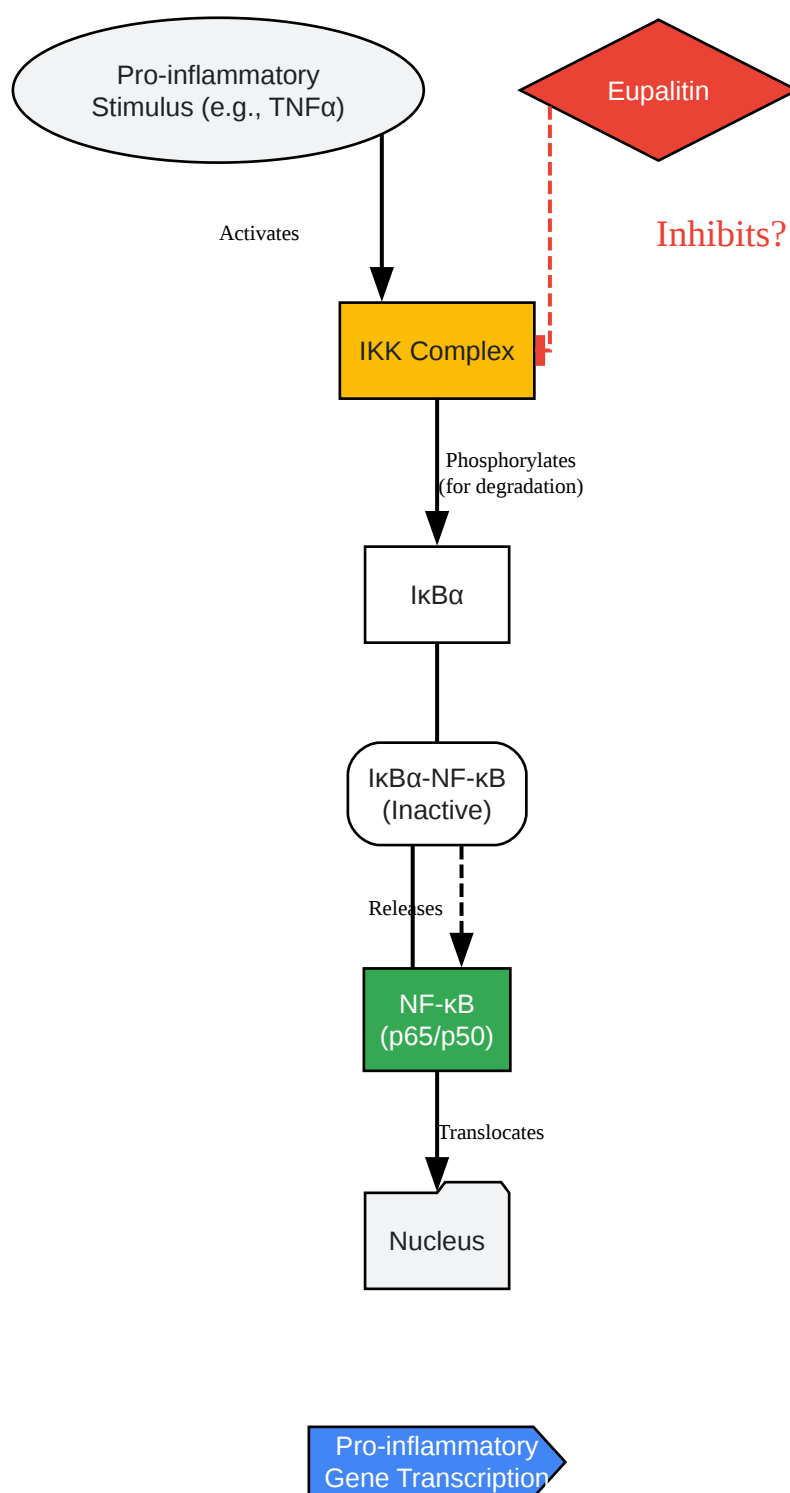 Pro-inflammatory
Stimulus (e.g., TNFα)
Eupalitin
Activates
Inhibits?
IKK Complex
Phosphorylates
(for degradation)
IκBα
IκBα-NF-κB
(Inactive)
Releases
NF-κB
(p65/p50)
Translocates
Nucleus
Pro-inflammatory
Gene Transcription